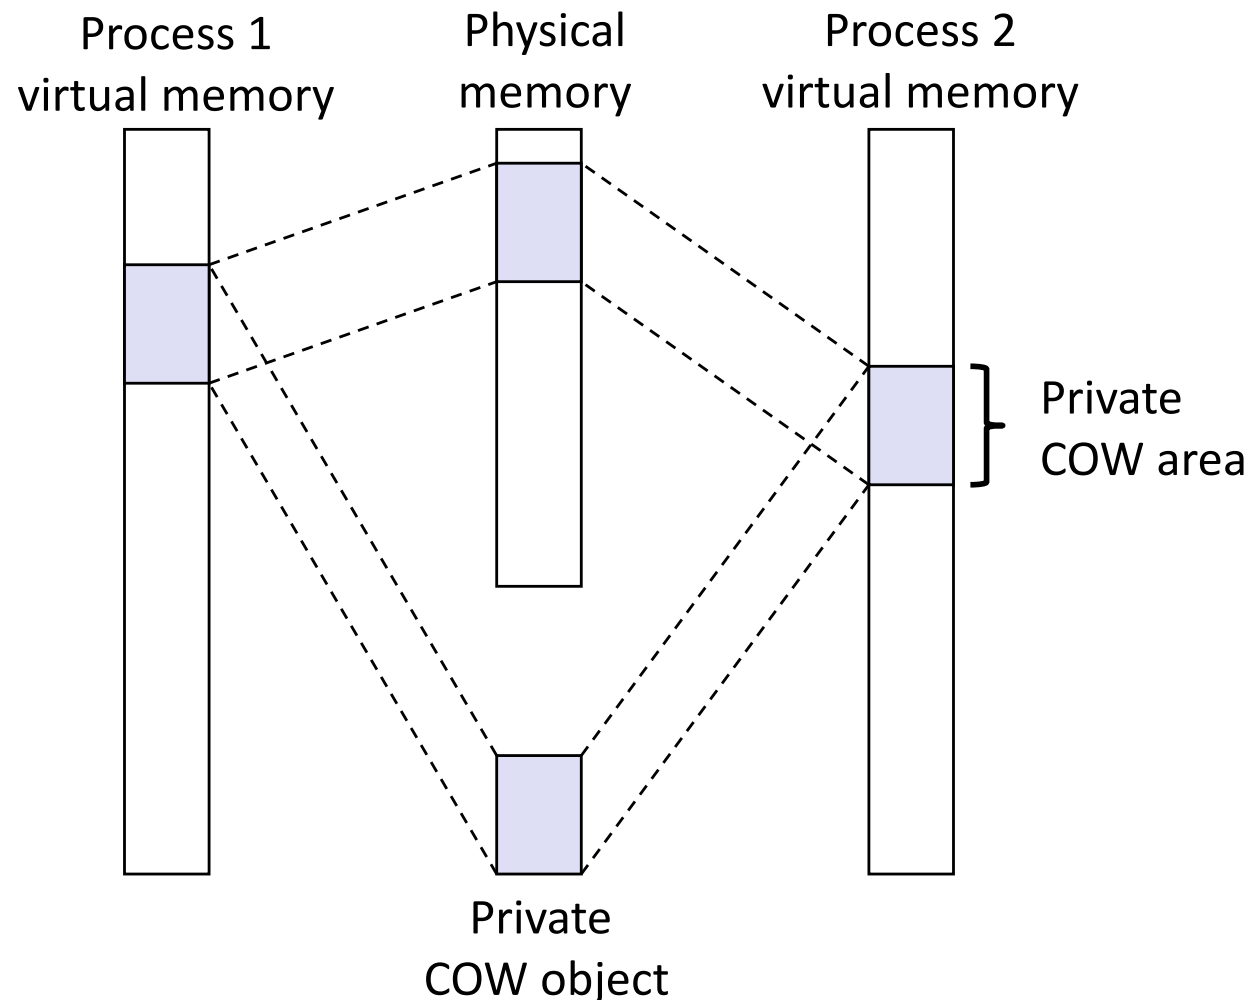 Process 1
virtual memory
Physical
memory
Process 2
virtual memory
Private
COW area
Private
COW object